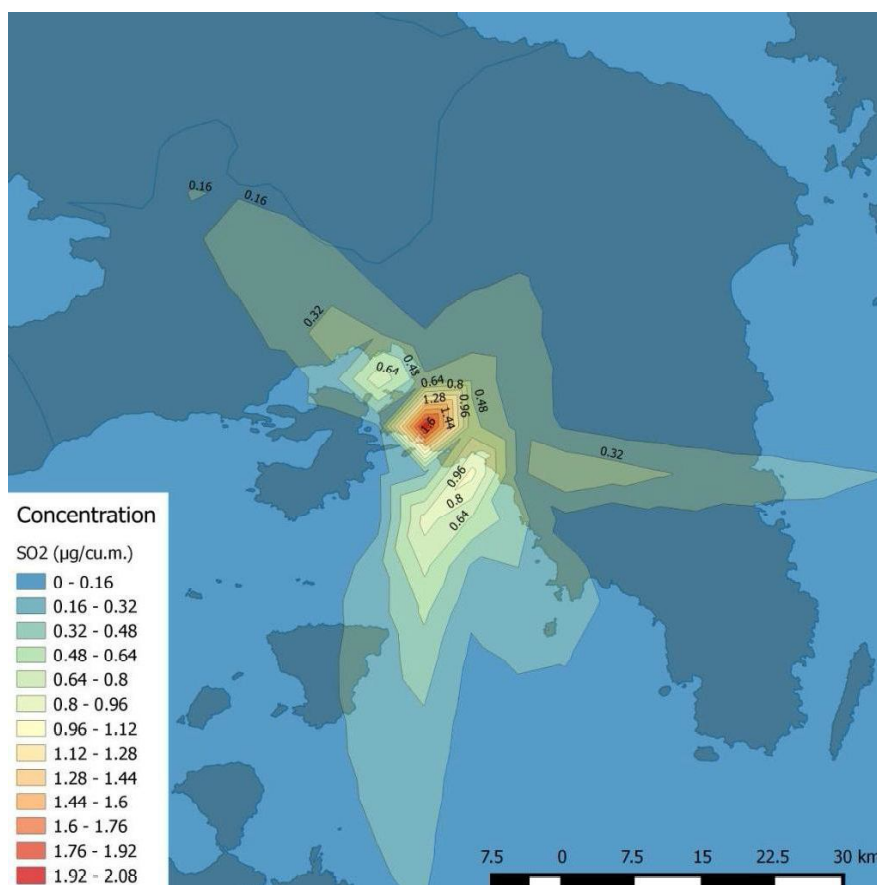 0.16
0.16
0.32
0.48
0.64
0.64 0.8
1.28
0.96
0.48
1.44
1.6
0.32
0.96
0.8
0.64
Concentration
SO2 (µg/cu.m.)
0 - 0.16
0.16 - 0.32
0.32 - 0.48
0.48 - 0.64
0.64 - 0.8
0.8 - 0.96
0.96 - 1.12
1.12 - 1.28
1.28 - 1.44
1.44 - 1.6
1.6 - 1.76
1.76 - 1.92
1.92 - 2.08
7.5 0 7.5 15 22.5 30 km